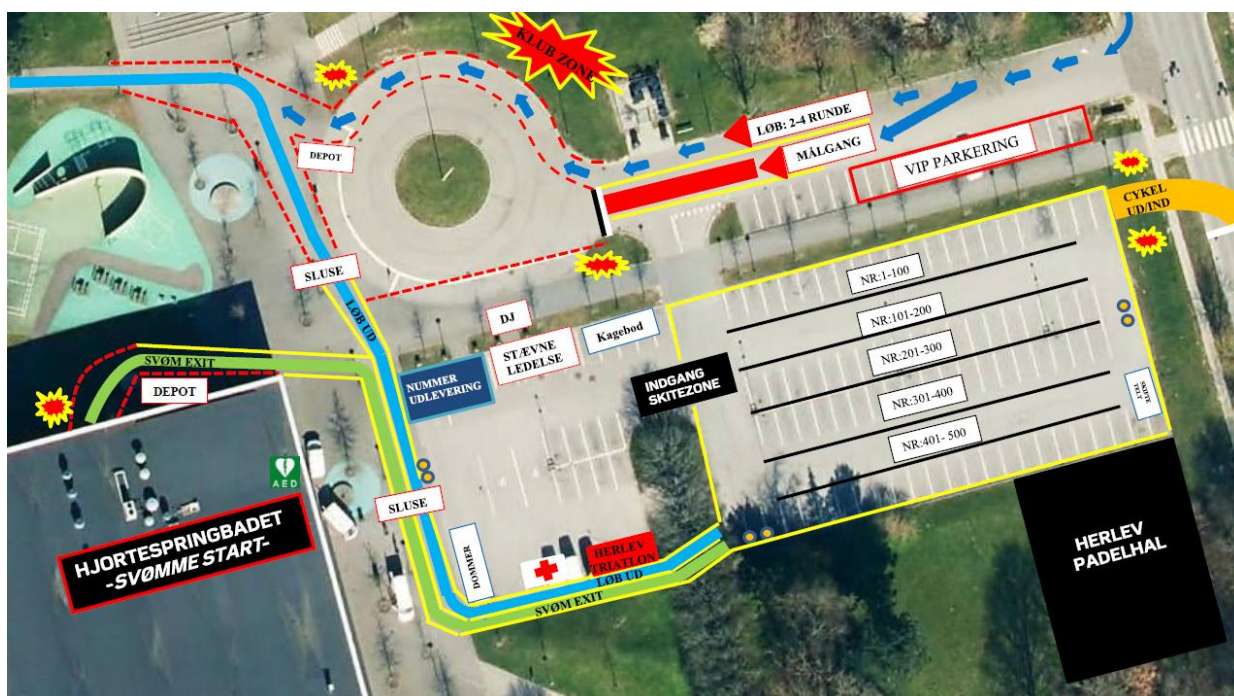 KLUB ZONE
LØB: 2-4 RUNDE
MÅLGANG
VIP PARKERING
DEPOT
CYKEL
UD/IND
SLUSE
LØB UD
DJ
STÆVNE
LEDELSE
Kagebod
NR:1-100
NR:101-200
NR:201-300
NR:301-400
NR:401- 500
SVØM EXIT
DEPOT
NUMMER
UDLEVERING
INDGANG
SKITEZONE
SKIFTE
TELT
AED
SLUSE
HJORTESPRINGBADET
-SVØMME START-
DOMMER
HERLEV
TRIATLON
LØB UD
SVØM EXIT
HERLEV
PADELHAL